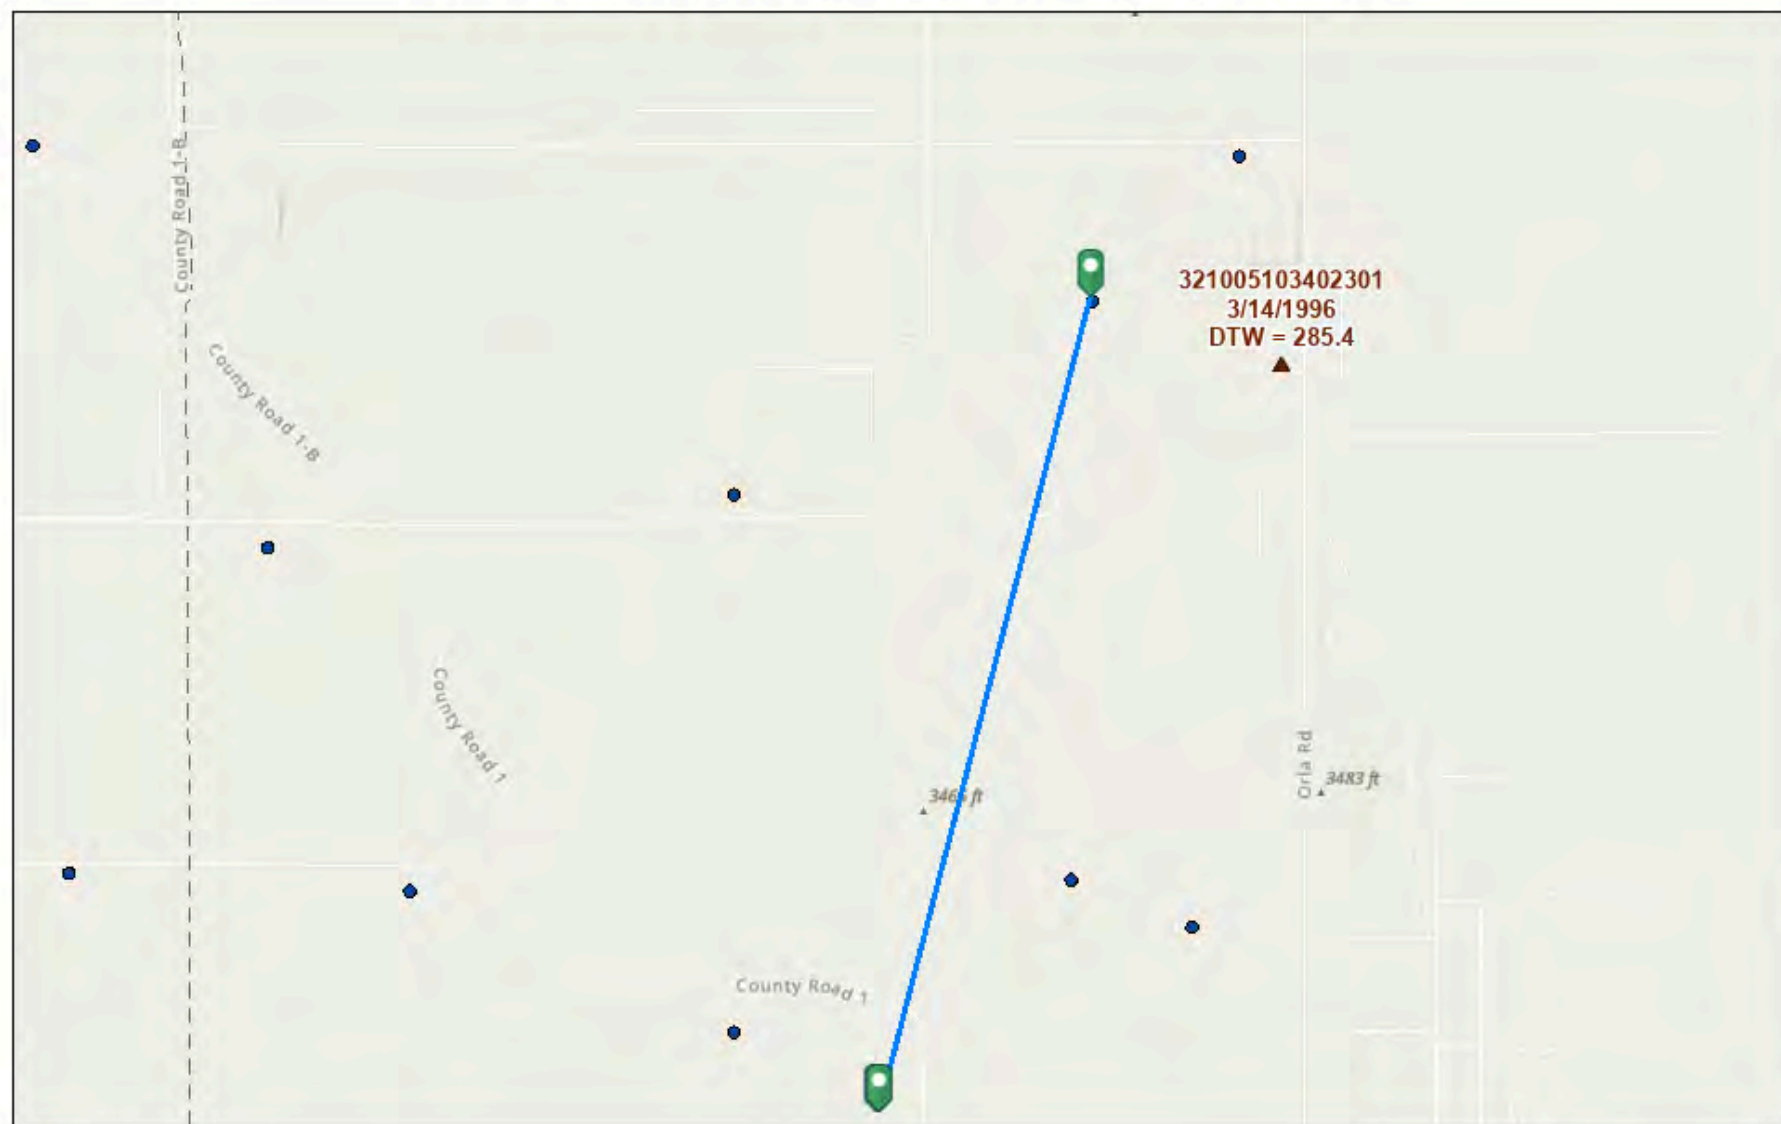 County Road 1-B
321005103402301
3/14/1996
DTW = 285.4
County Road 1-B
County Road 1
Orla Rd
3483 ft
ft
County Road 1